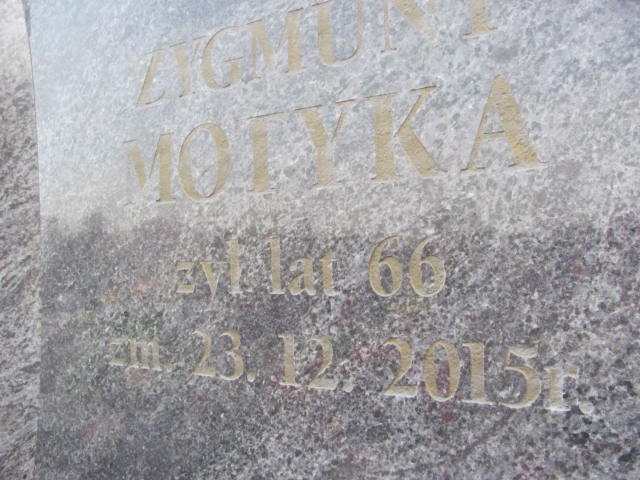 ZYGMUNT
MOTYKA
żył lat 66
zm. 23. 12. 2015r.